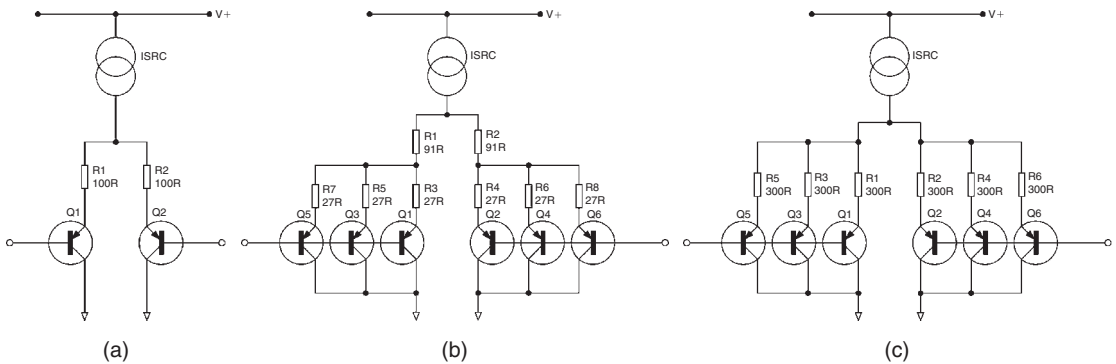 V+
ISRC
R1
100R
R2
100R
Q1
Q2
(a)
V+
ISRC
R1
91R
R2
91R
R7
27R
R5
27R
R3
27R
R4
27R
R6
27R
R8
27R
Q5
Q3
Q1
Q2
Q4
Q6
(b)
V+
ISRC
R5
300R
R3
300R
R1
300R
R2
300R
R4
300R
R6
300R
Q5
Q3
Q1
Q2
Q4
Q6
(c)